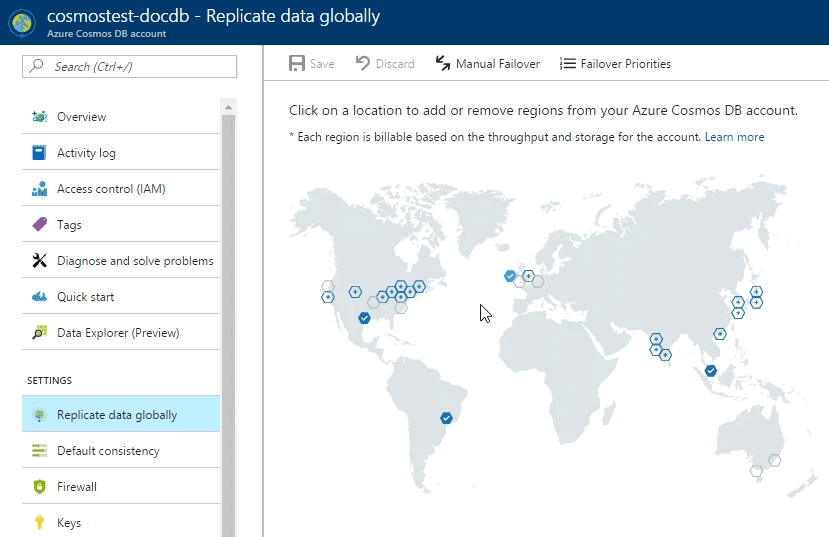 cosmostest-docdb - Replicate data globally
Azure Cosmos DB account
Search (Ctrl+/)
Overview
Activity log
Access control (IAM)
Tags
Diagnose and solve problems
Quick start
Data Explorer (Preview)
SETTINGS
Replicate data globally
Default consistency
Firewall
Keys
Save Discard Manual Failover Failover Priorities
Click on a location to add or remove regions from your Azure Cosmos DB account.
* Each region is billable based on the throughput and storage for the account. Learn more